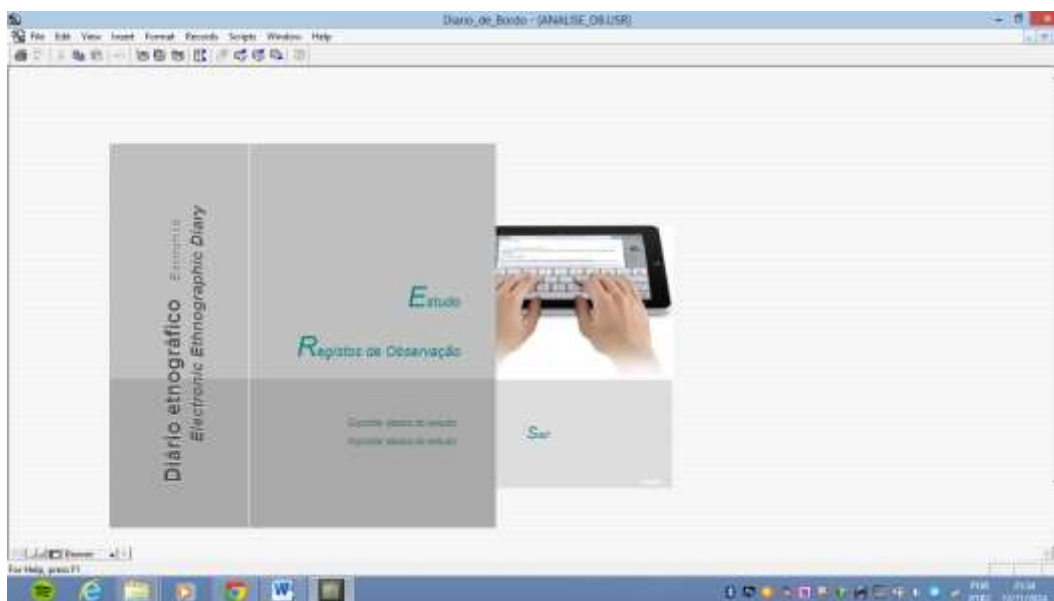 Diario_de_Bordo - [ANALISE_OB.USR]
File Edit View Insert Format Records Scripts Window Help
Diário etnográfico
Electronic Ethnographic Diary
Estudo
Registos de Observação
Sair
For Help, press F1